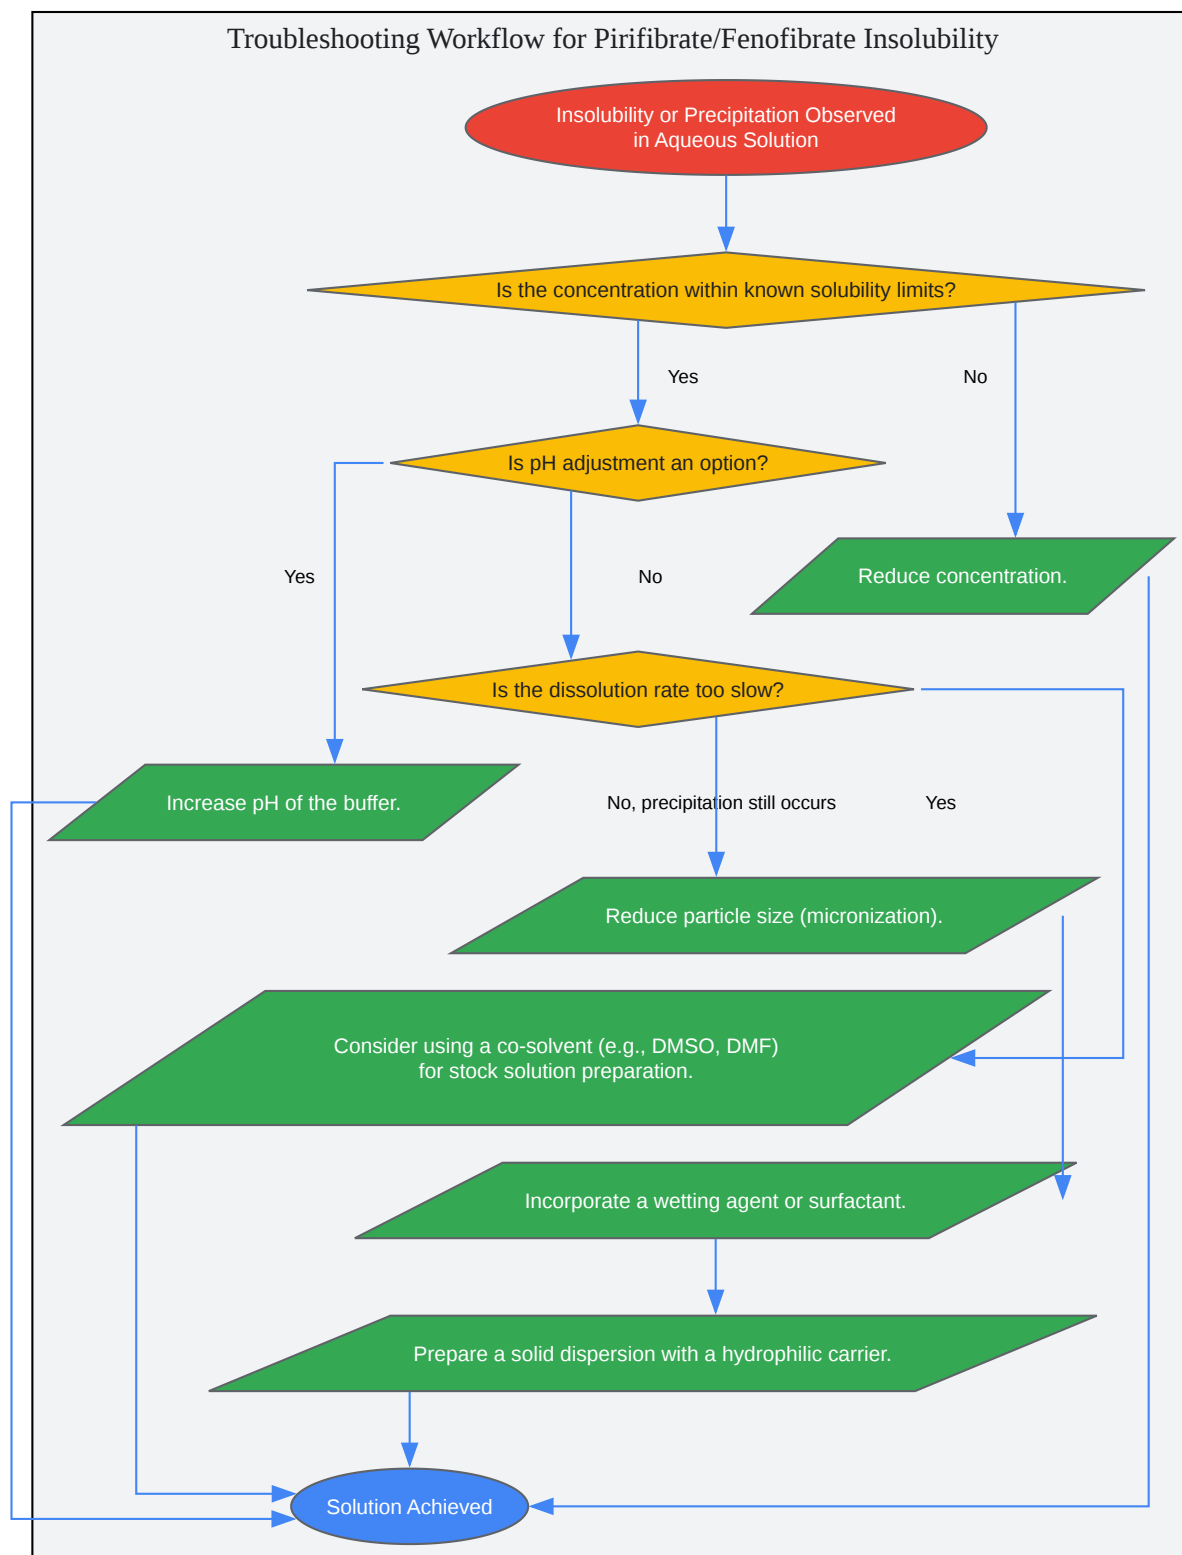 Troubleshooting Workflow for Pirifibrate/Fenofibrate Insolubility
Insolubility or Precipitation Observed
in Aqueous Solution
Is the concentration within known solubility limits?
Yes
No
Is pH adjustment an option?
Yes
No
Reduce concentration.
Is the dissolution rate too slow?
Increase pH of the buffer.
No, precipitation still occurs
Yes
Reduce particle size (micronization).
Consider using a co-solvent (e.g., DMSO, DMF)
for stock solution preparation.
Incorporate a wetting agent or surfactant.
Prepare a solid dispersion with a hydrophilic carrier.
Solution Achieved